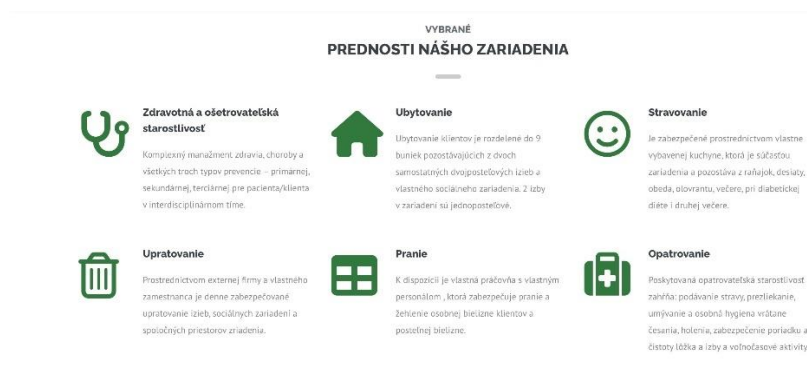 VYBRANÉ
PREDNOSTI NÁŠHO ZARIADENIA
Zdravotná a ošetrovateľská
starostlivosť
Komplexný manažment zdravia, choroby a
všetkých troch typov prevencie – primárnej,
sekundárnej, terciárnej pre pacienta/klienta
v interdisciplinárnom tíme.
Ubytovanie
Ubytovanie klientov je rozdelené do 9
buniek pozostávajúcich z dvoch
samostatných dvojposteľových izieb a
vlastného sociálneho zariadenia. 2 izby
v zariadení sú jednoposteľové.
Stravovanie
Je zabezpečené prostredníctvom vlastne
vybavenej kuchyne, ktorá je súčasťou
zariadenia a pozostáva z raňajok, desiaty,
obeda, olovrantu, večere, pri diabetickej
diéte i druhej večere.
Upratovanie
Prostredníctvom externej firmy a vlastného
zamestnanca je denne zabezpečované
upratovanie izieb, sociálnych zariadení a
spoločných priestorov zriadenia.
Pranie
K dispozícii je vlastná práčovňa s vlastným
personálom , ktorá zabezpečuje pranie a
žehlenie osobnej bielizne klientov a
posteľnej bielizne.
Opatrovanie
Poskytovaná opatrovateľská starostlivosť
zahŕňa: podávanie stravy, prezliekanie,
umývanie a osobná hygiena vrátane
česania, holenia, zabezpečenie poriadku a
čistoty lôžka a izby a voľnočasové aktivity